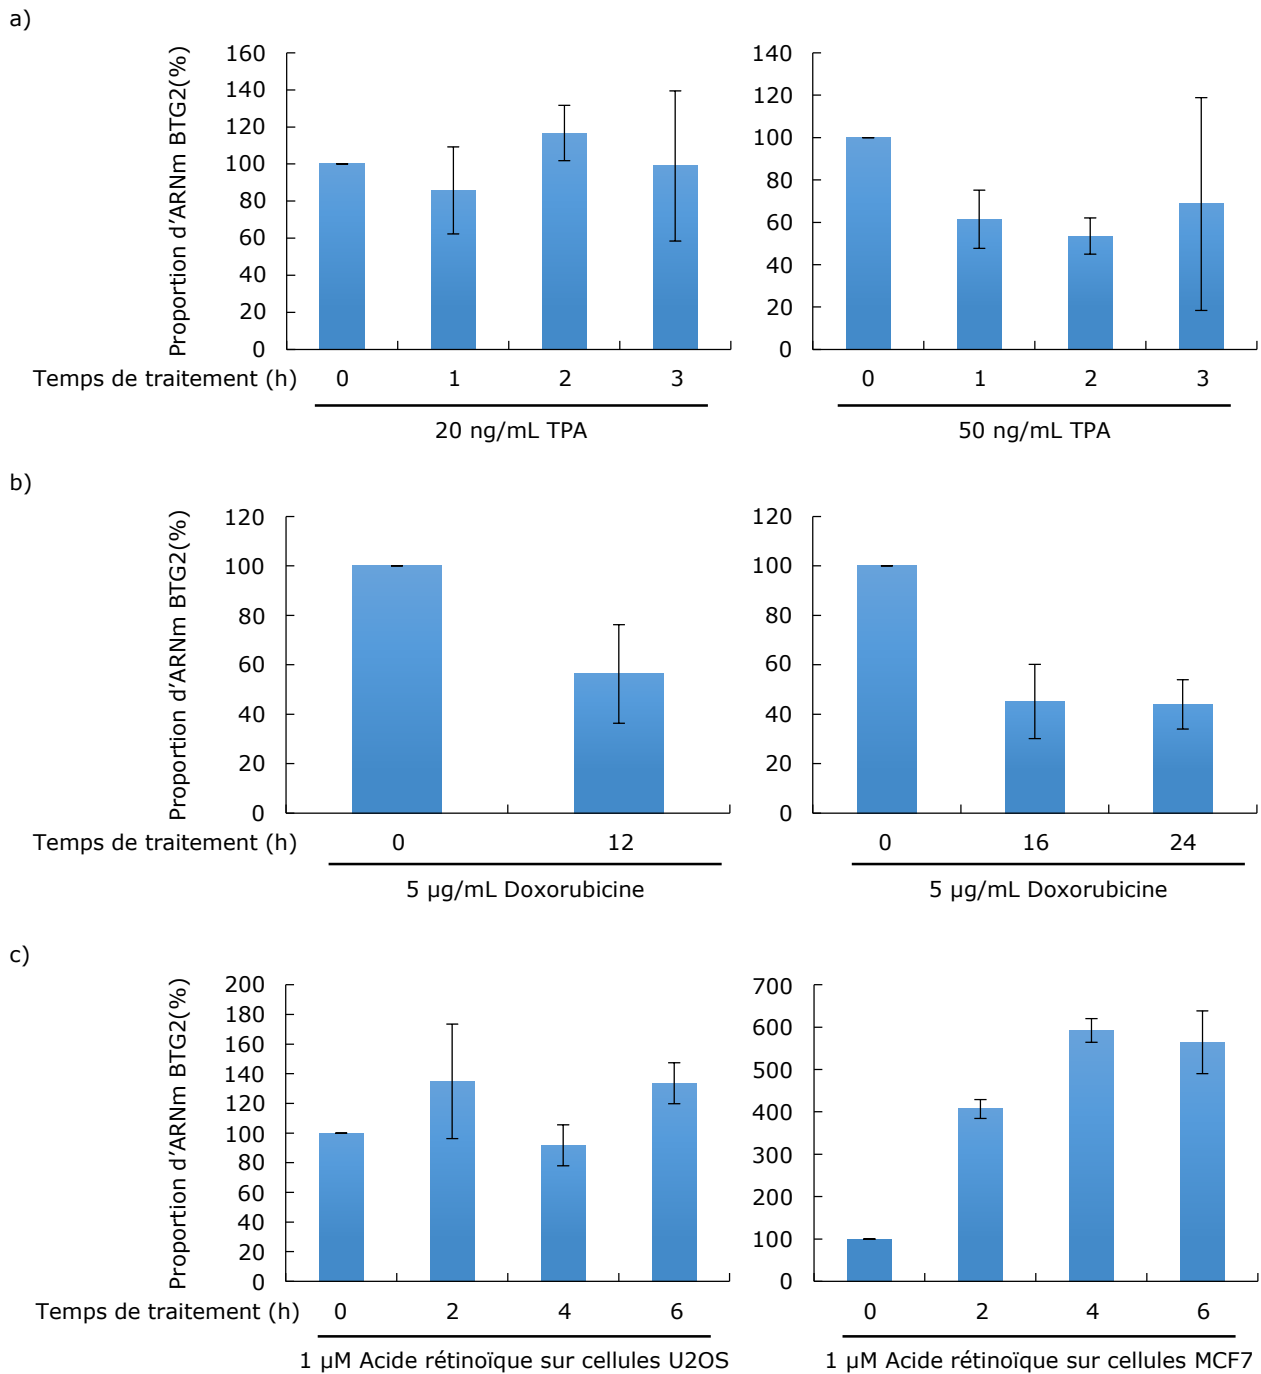 a)
Proportion d'ARNm BTG2(%)
160
140
120
100
80
60
40
20
0
140
120
100
80
60
40
20
0
Temps de traitement (h) 0 1 2 3
0 1 2 3
20 ng/mL TPA
50 ng/mL TPA
b)
Proportion d'ARNm BTG2(%)
120
100
80
60
40
20
0
120
100
80
60
40
20
0
Temps de traitement (h) 0 12
0 16 24
5 µg/mL Doxorubicine
5 µg/mL Doxorubicine
c)
Proportion d'ARNm BTG2(%)
200
180
160
140
120
100
80
60
40
20
0
700
600
500
400
300
200
100
0
Temps de traitement (h) 0 2 4 6
0 2 4 6
1 µM Acide rétinoïque sur cellules U2OS
1 µM Acide rétinoïque sur cellules MCF7